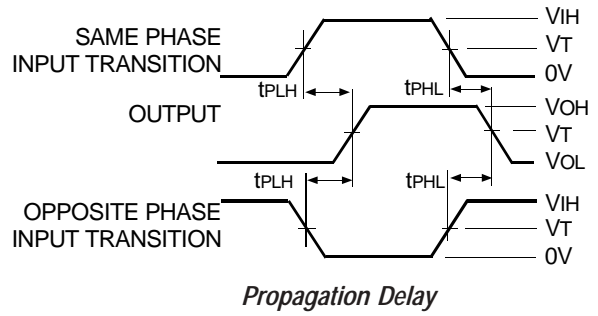 SAME PHASE
INPUT TRANSITION
VIH
VT
0V
tPLH
tPHL
OUTPUT
VOH
VT
VOL
tPLH
tPHL
OPPOSITE PHASE
INPUT TRANSITION
VIH
VT
0V
Propagation Delay